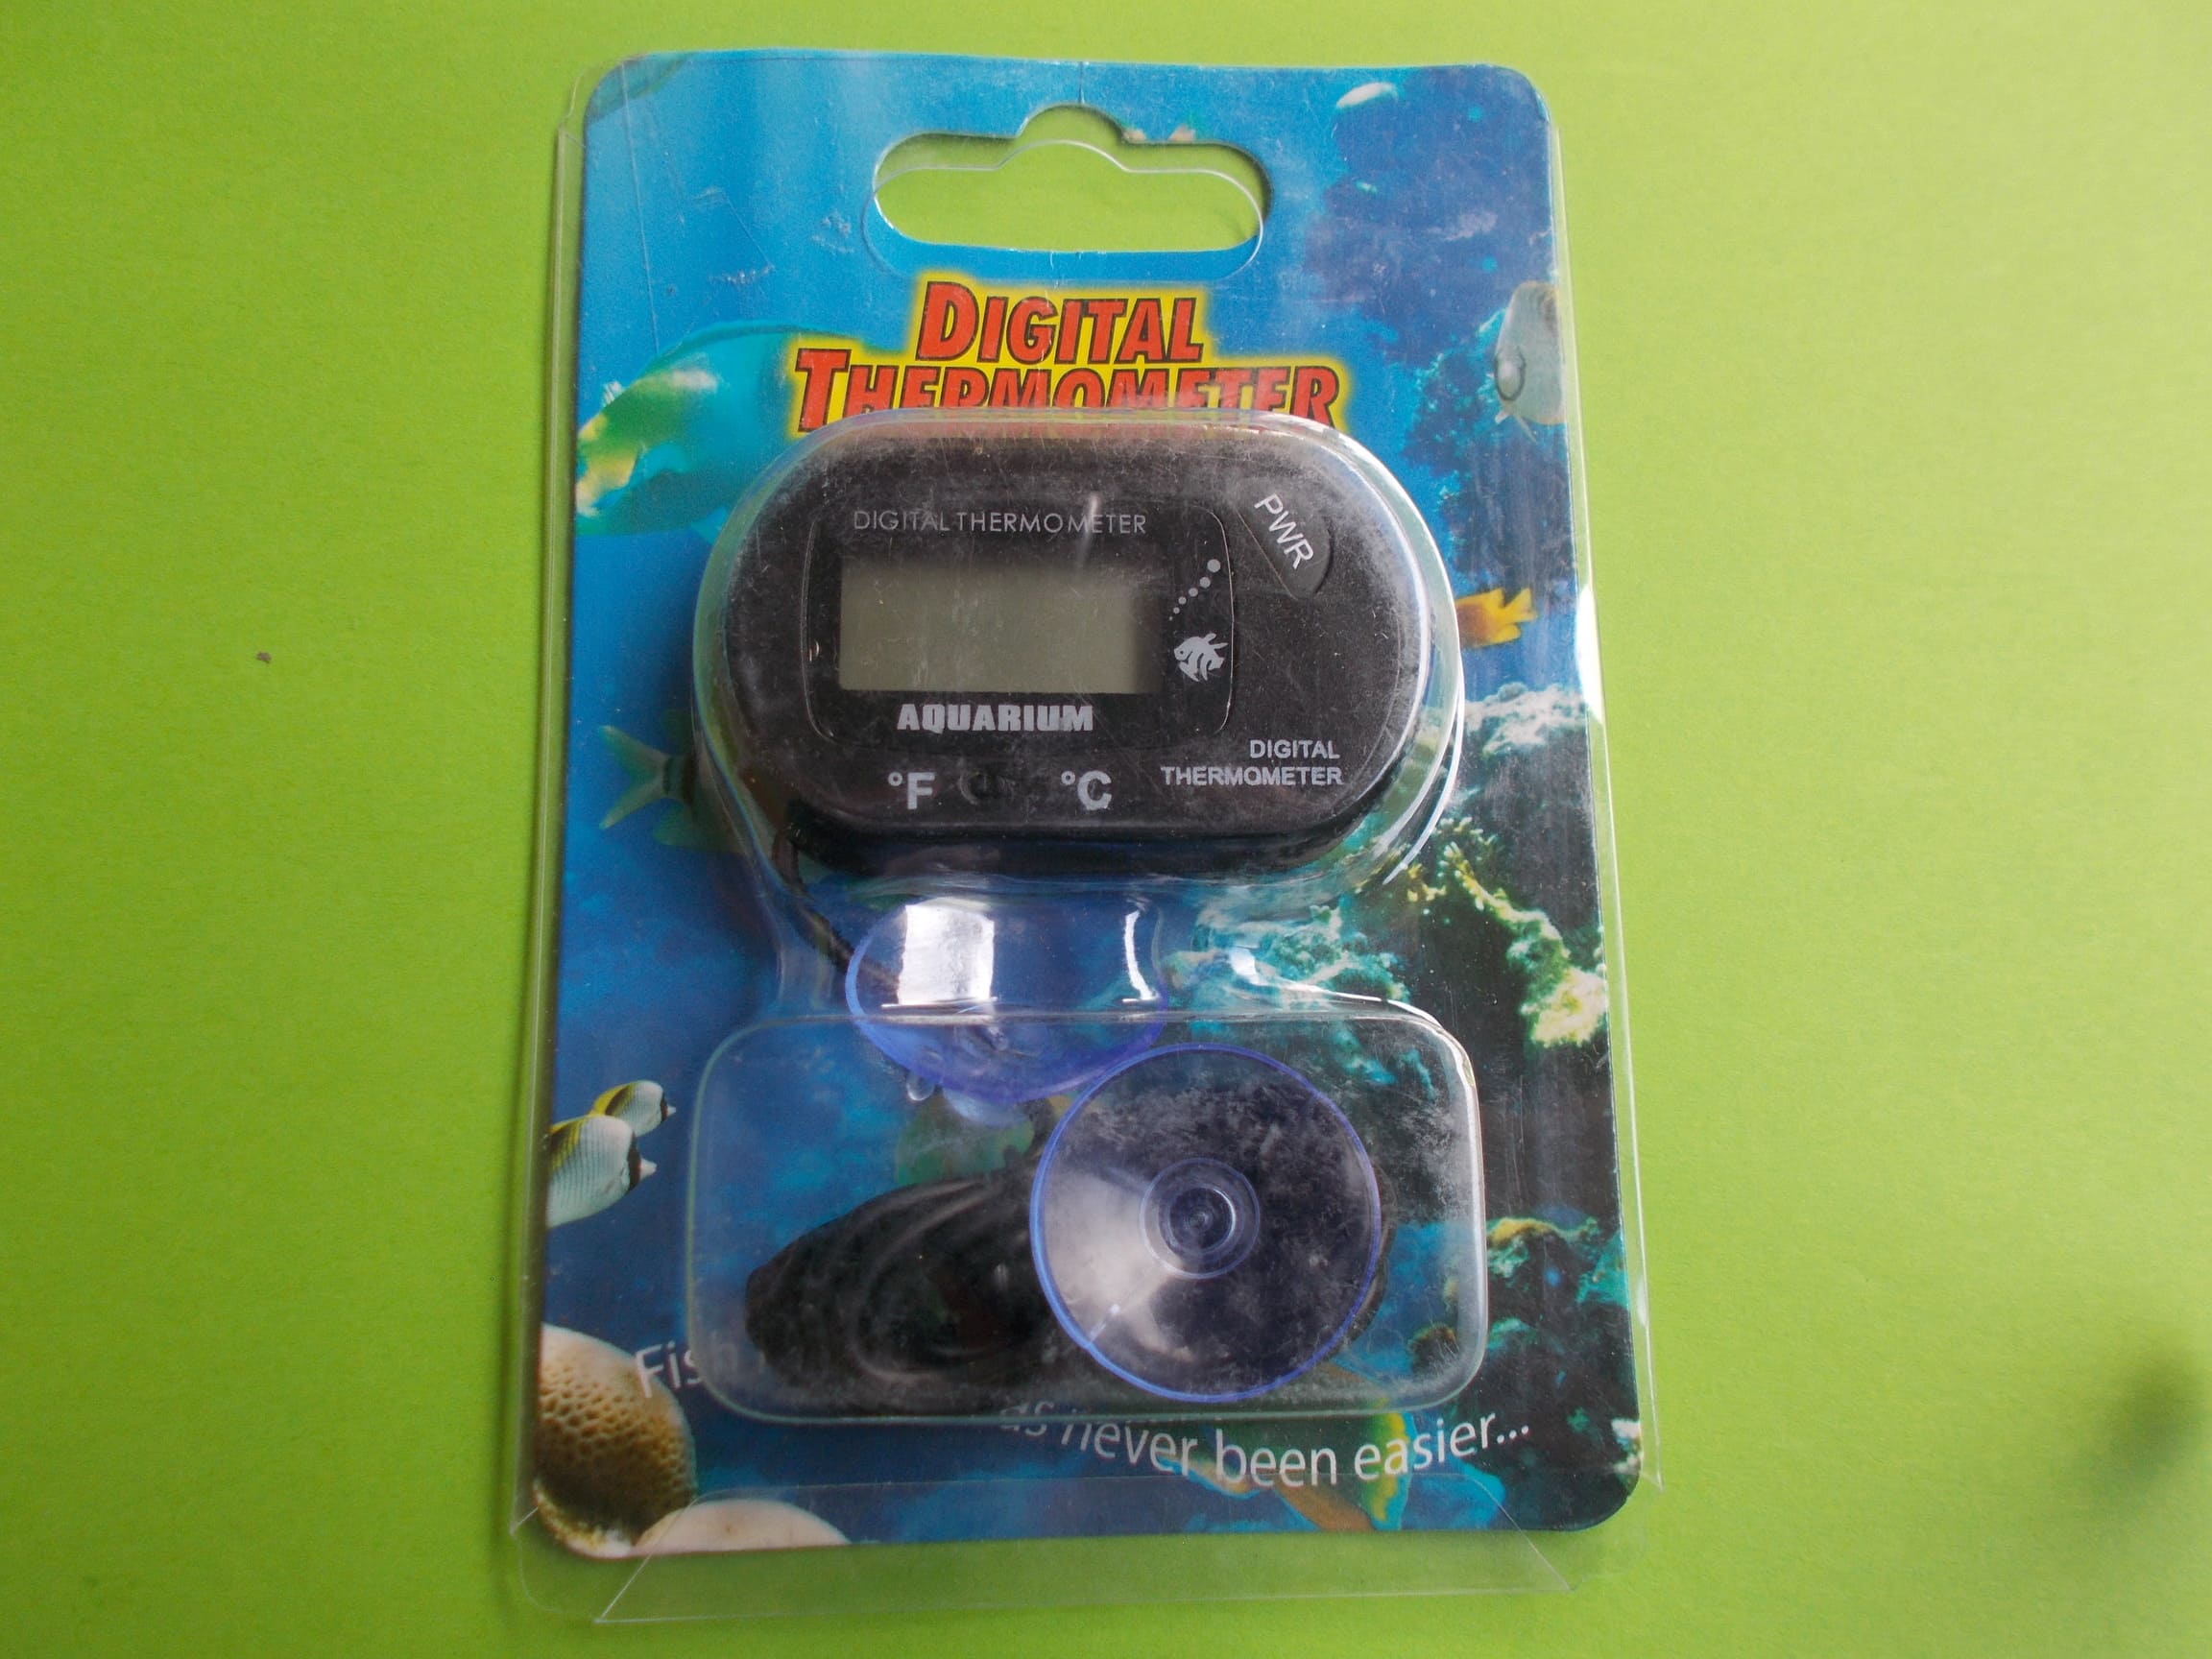 DIGITAL
THERMOMETER
DIGITAL THERMOMETER
PWR
AQUARIUM
DIGITAL
THERMOMETER
°F °C
never been easier...